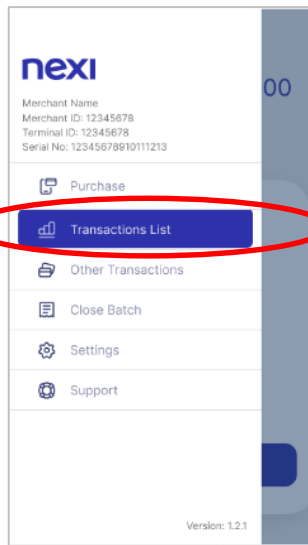 nexi
00
Merchant Name
Merchant ID: 12345678
Terminal ID: 12345678
Serial No: 12345678910111213
Purchase
Transactions List
Other Transactions
Close Batch
Settings
Support
Version: 1.2.1